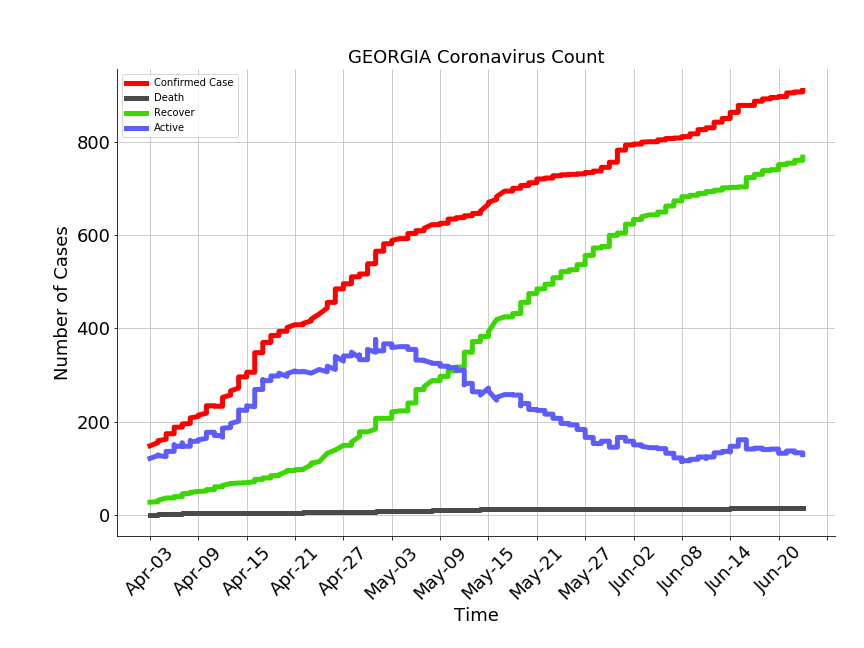 GEORGIA Coronavirus Count
Confirmed Case
Death
Recover
Active
Number of Cases
800
600
400
200
0
Apr-03
Apr-09
Apr-15
Apr-21
Apr-27
May-03
May-09
May-15
May-21
May-27
Jun-02
Jun-08
Jun-14
Jun-20
Time